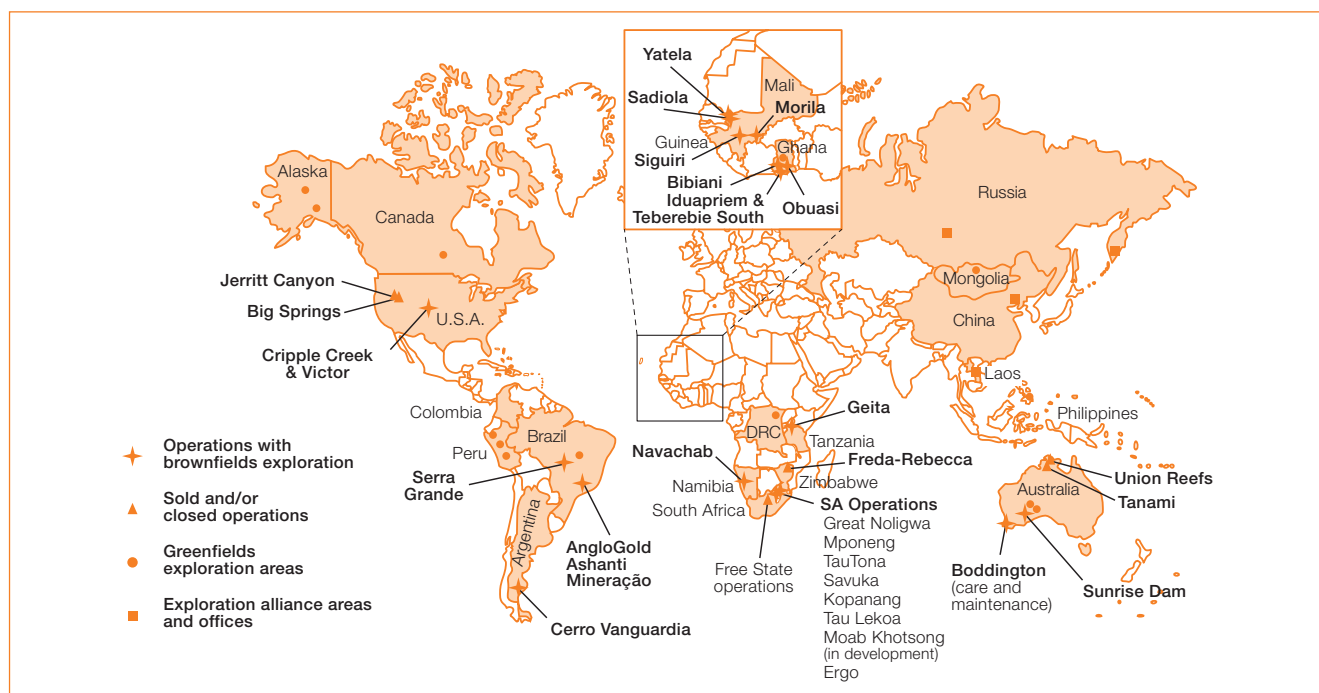 Yatela
Mali
Sadiola
Morila
Guinea
Ghana
Siguiri
Bibiani
Iduapriem &
Teberebie South
Obuasi
Alaska
Canada
Russia
Jerritt Canyon
Big Springs
U.S.A.
Cripple Creek
& Victor
Mongolia
China
Laos
Philippines
Colombia
Brazil
Peru
Serra
Grande
Argentina
AngloGold
Ashanti
Mineração
Cerro Vanguardia
Geita
DRC
Tanzania
Navachab
Freda-Rebecca
Namibia
Zimbabwe
South Africa
SA Operations
Great Noligwa
Mponeng
TauTona
Savuka
Kopanang
Tau Lekoa
Moab Khotsong
(in development)
Ergo
Free State
operations
Union Reefs
Australia
Tanami
Boddington
(care and
maintenance)
Sunrise Dam
Operations with
brownfields exploration
Sold and/or
closed operations
Greenfields
exploration areas
Exploration alliance areas
and offices